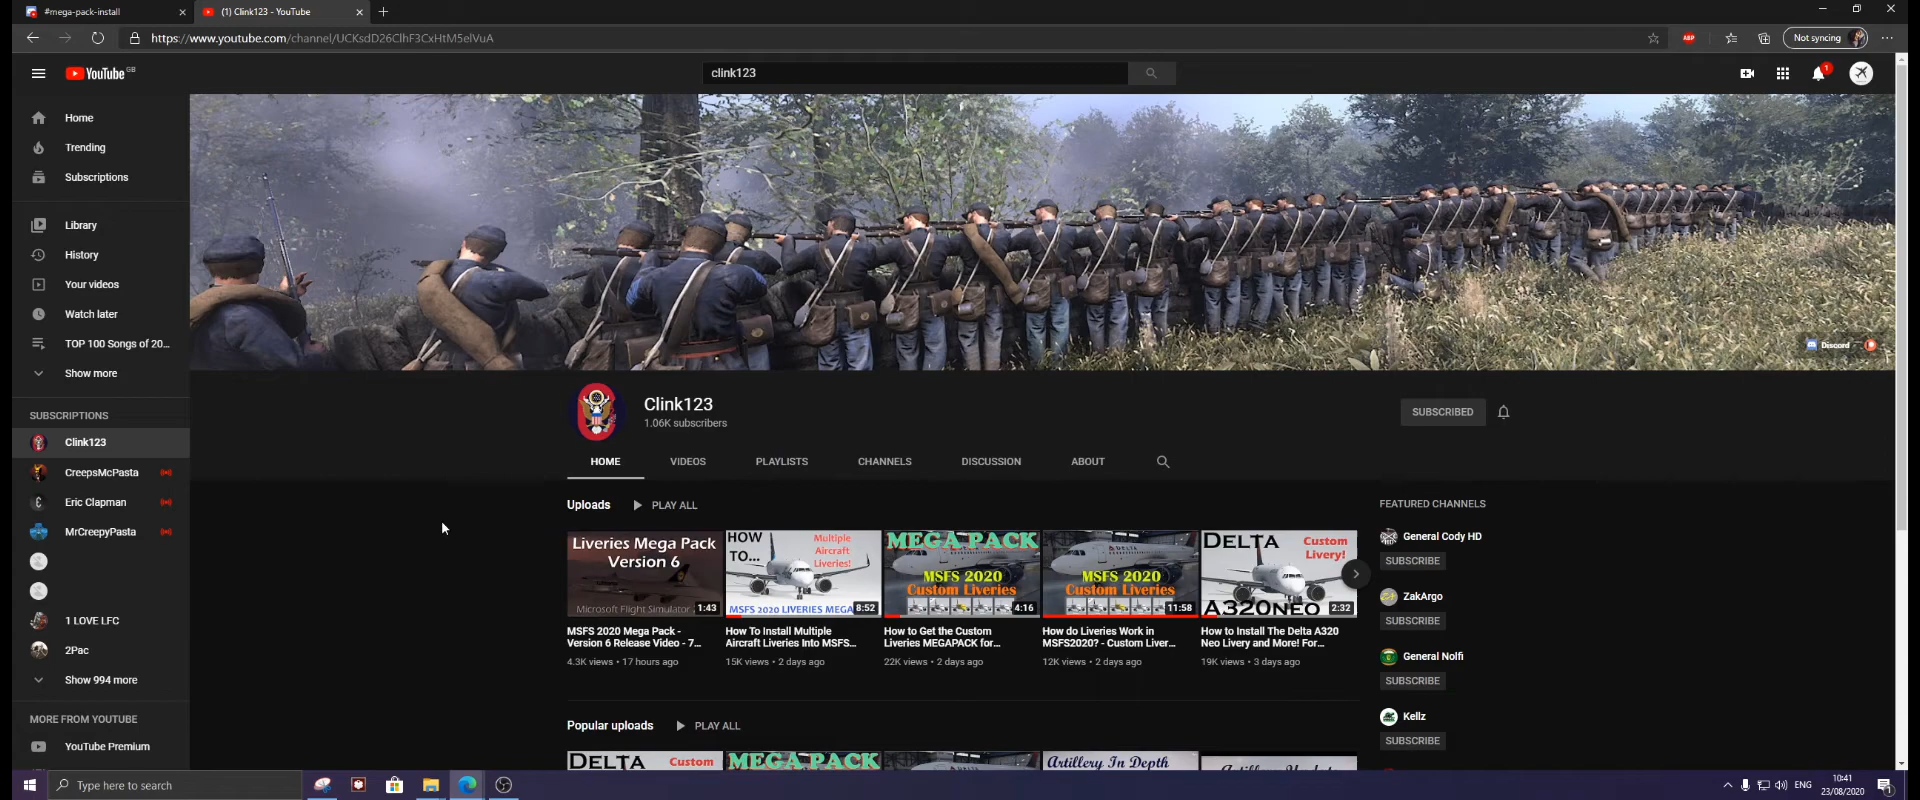 #mega-pack-install
(1) Clink123 - YouTube
https://www.youtube.com/channel/UCKsdD26ClhF3CxHtM5elVuA
Not syncing
YouTube GB
clink123
1
Home
Trending
Subscriptions
Library
History
Your videos
Watch later
TOP 100 Songs of 20...
Show more
SUBSCRIPTIONS
Clink123
CreepsMcPasta
Eric Clapman
MrCreepyPasta
1 LOVE LFC
2Pac
Show 994 more
MORE FROM YOUTUBE
YouTube Premium
Discord
Clink123
1.06K subscribers
SUBSCRIBED
HOME VIDEOS PLAYLISTS CHANNELS DISCUSSION ABOUT
Uploads PLAY ALL
Liveries Mega Pack
Version 6
Microsoft Flight Simulator
1:43
MSFS 2020 Mega Pack -
Version 6 Release Video - 7...
4.3K views • 17 hours ago
HOW
TO...
Multiple
Aircraft
Liveries!
MSFS 2020 LIVERIES MEGA
8:52
How To Install Multiple
Aircraft Liveries Into MSFS...
15K views • 2 days ago
MEGA PACK
MSFS 2020
Custom Liveries
4:16
How to Get the Custom
Liveries MEGAPACK for...
22K views • 2 days ago
MSFS 2020
Custom Liveries
11:58
How do Liveries Work in
MSFS2020? - Custom Liver...
12K views • 2 days ago
DELTA
Custom
Livery!
A320NEO
2:32
How to Install The Delta A320
Neo Livery and More! For...
19K views • 3 days ago
FEATURED CHANNELS
General Cody HD
SUBSCRIBE
ZakArgo
SUBSCRIBE
General Nolfi
SUBSCRIBE
Kellz
SUBSCRIBE
Popular uploads PLAY ALL
DELTA Custom
MEGA PACK
Artillery In Depth
Type here to search
ENG
10:41
23/08/2020